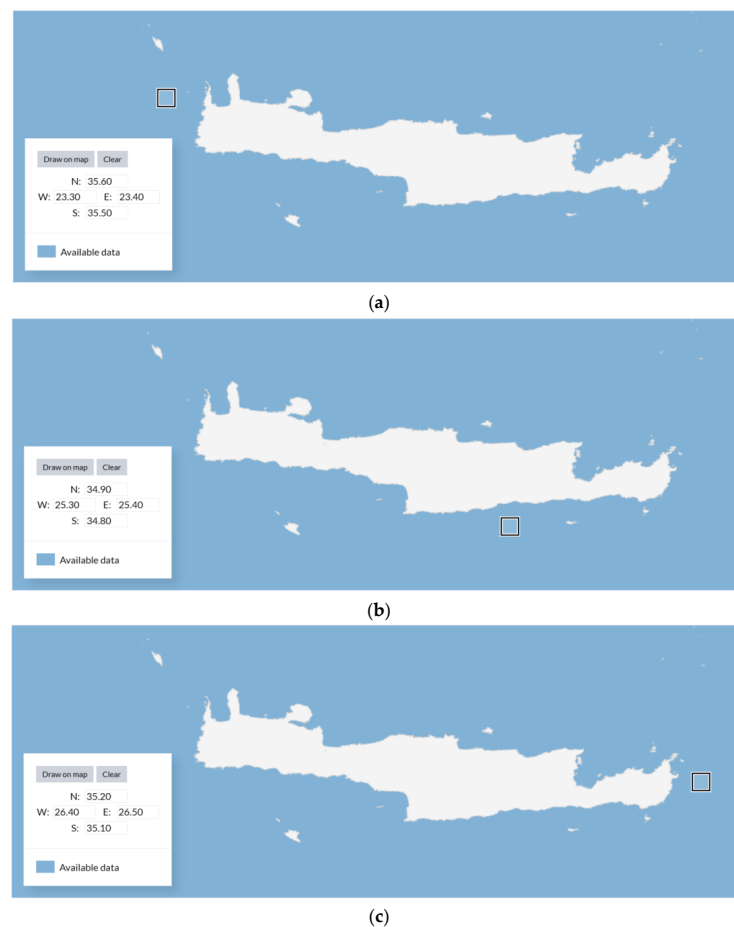 Draw on map Clear
N: 35.60
W: 23.30 E: 23.40
S: 35.50
Available data
(a)
Draw on map Clear
N: 34.90
W: 25.30 E: 25.40
S: 34.80
Available data
(b)
Draw on map Clear
N: 35.20
W: 26.40 E: 26.50
S: 35.10
Available data
(c)